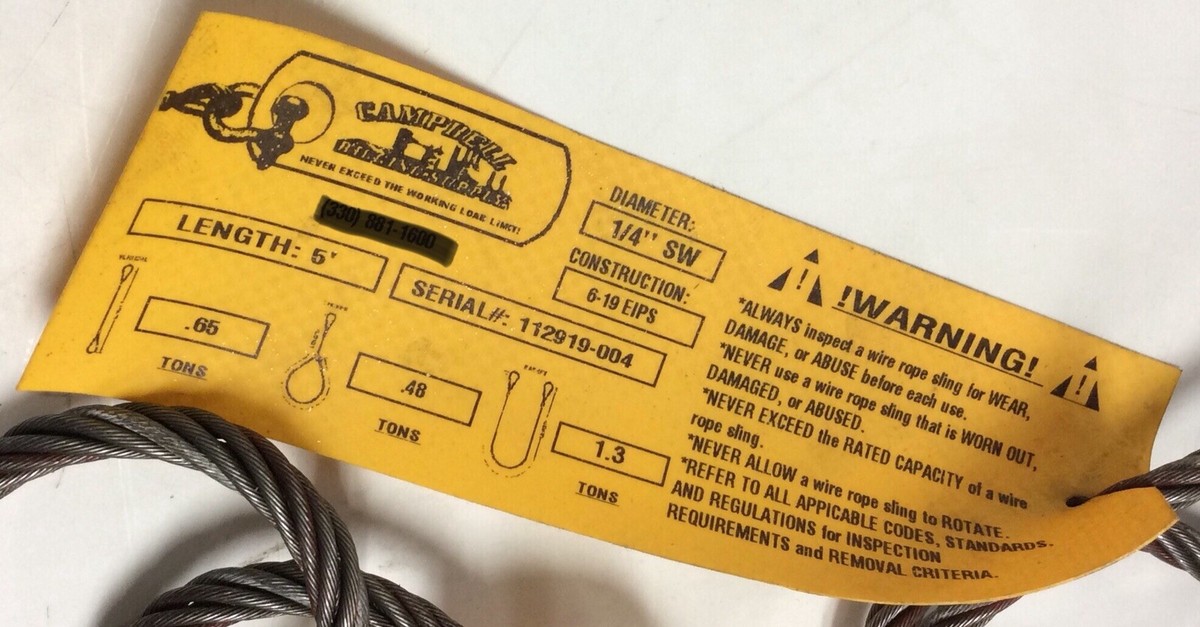 CAMPBELL
RIGGING SUPPLY
NEVER EXCEED THE WORKING LOAD LIMIT!
LENGTH: 5'
SERIAL#: 112919-004
.65
TONS
.48
TONS
1.3
TONS
DIAMETER:
1/4" SW
CONSTRUCTION:
6-19 EIPS
!WARNING!
*ALWAYS inspect a wire rope sling for WEAR,
DAMAGE, or ABUSE before each use.
*NEVER use a wire rope sling that is WORN OUT,
DAMAGED, or ABUSED.
*NEVER EXCEED the RATED CAPACITY of a wire
rope sling.
*NEVER ALLOW a wire rope sling to ROTATE.
*REFER TO ALL APPICABLE CODES, STANDARDS.
AND REGULATIONS for INSPECTION
REQUIREMENTS and REMOVAL CRITERIA.